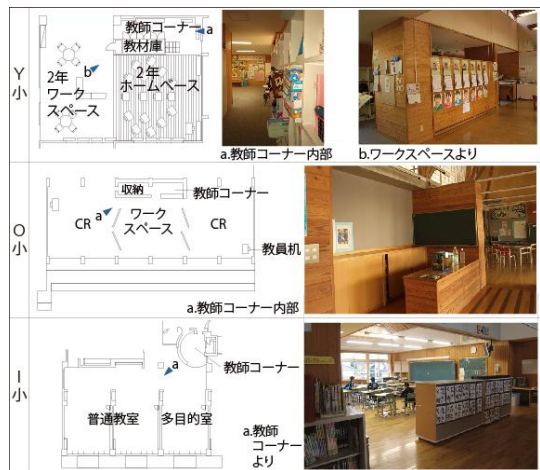 Y小
教師コーナー
a
教材庫
b
2年
ワーク
スペース
2年
ホームベース
a.教師コーナー内部
b.ワークスペースより
O小
収納
教師コーナー
a
ワーク
スペース
CR
CR
教員机
a.教師コーナー内部
I小
a
教師コーナー
普通教室
多目的室
a.教師
コーナー
より